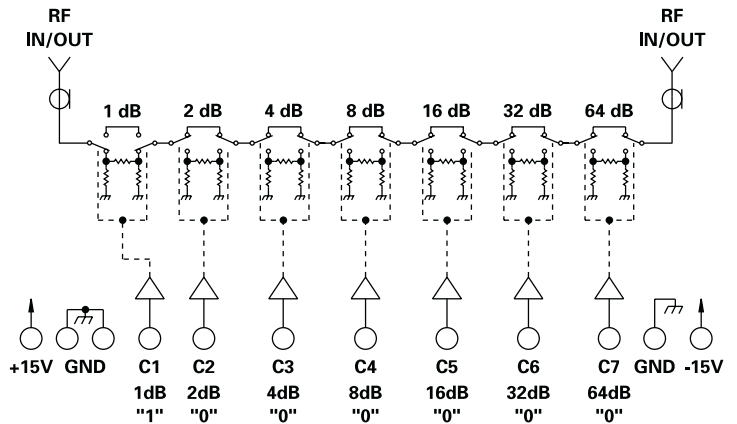 RF
IN/OUT
RF
IN/OUT
1 dB 2 dB 4 dB 8 dB 16 dB 32 dB 64 dB
+15V GND C1 C2 C3 C4 C5 C6 C7 GND -15V
1dB 2dB 4dB 8dB 16dB 32dB 64dB
"1" "0" "0" "0" "0" "0" "0"